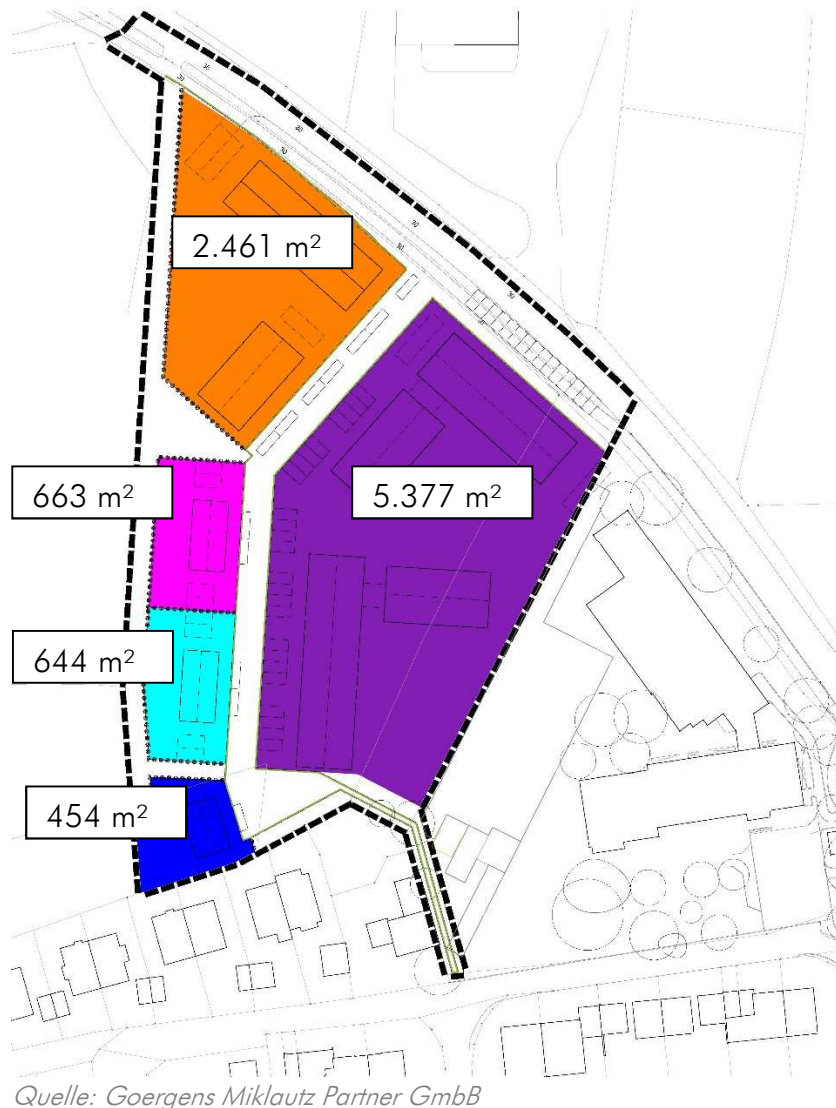 2.461 m²
663 m²
5.377 m²
644 m²
454 m²
Quelle: Goergens Miklautz Partner GmbB